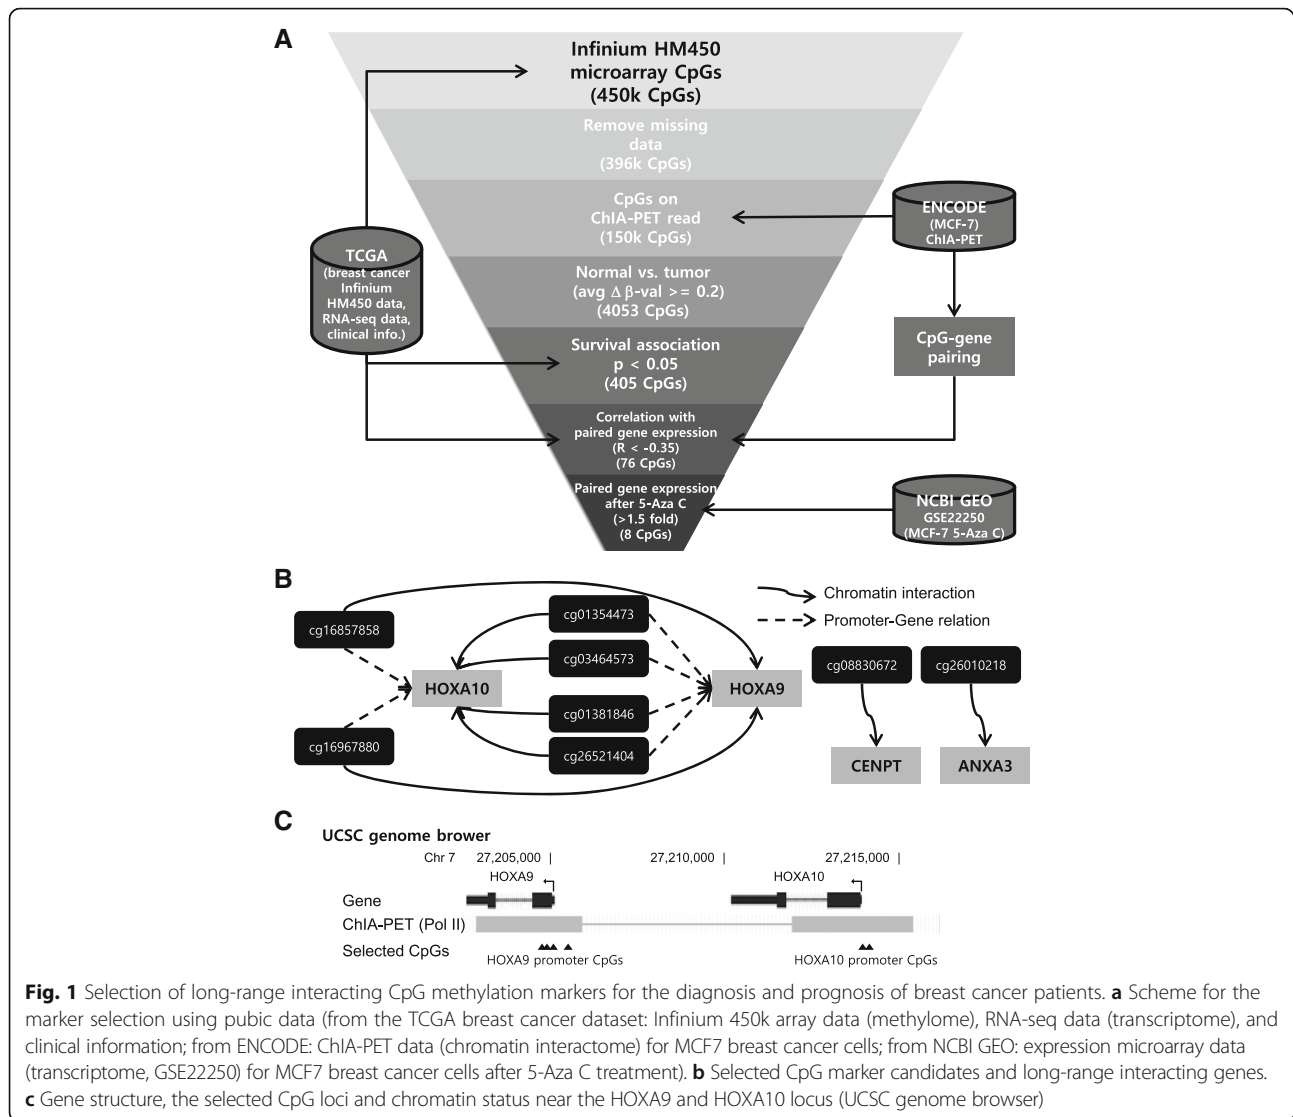 A
Infinium HM450
microarray CpGs
(450k CpGs)
Remove missing
data
(396k CpGs)
CpGs on
ChIA-PET read
(150k CpGs)
Normal vs. tumor
(avg Δ β-val >= 0.2)
(4053 CpGs)
Survival association
p < 0.05
(405 CpGs)
Correlation with
paired gene expression
(R < -0.35)
(76 CpGs)
Paired gene expression
after 5-Aza C
(>1.5 fold)
(8 CpGs)
TCGA
(breast cancer
Infinium
HM450 data,
RNA-seq data,
clinical info.)
ENCODE
(MCF-7)
ChIA-PET
CpG-gene
pairing
NCBI GEO
GSE22250
(MCF-7 5-Aza C)
B
cg16857858
cg16967880
HOXA10
cg01354473
cg03464573
cg01381846
cg26521404
HOXA9
Chromatin interaction
Promoter-Gene relation
cg08830672
cg26010218
CENPT
ANXA3
C
UCSC genome brower
Chr 7 27,205,000 | 27,210,000 | 27,215,000 |
HOXA9 HOXA10
Gene
ChIA-PET (Pol II)
Selected CpGs
HOXA9 promoter CpGs HOXA10 promoter CpGs
Fig. 1 Selection of long-range interacting CpG methylation markers for the diagnosis and prognosis of breast cancer patients. a Scheme for the
marker selection using pubic data (from the TCGA breast cancer dataset: Infinium 450k array data (methylome), RNA-seq data (transcriptome), and
clinical information; from ENCODE: ChIA-PET data (chromatin interactome) for MCF7 breast cancer cells; from NCBI GEO: expression microarray data
(transcriptome, GSE22250) for MCF7 breast cancer cells after 5-Aza C treatment). b Selected CpG marker candidates and long-range interacting genes.
c Gene structure, the selected CpG loci and chromatin status near the HOXA9 and HOXA10 locus (UCSC genome browser)